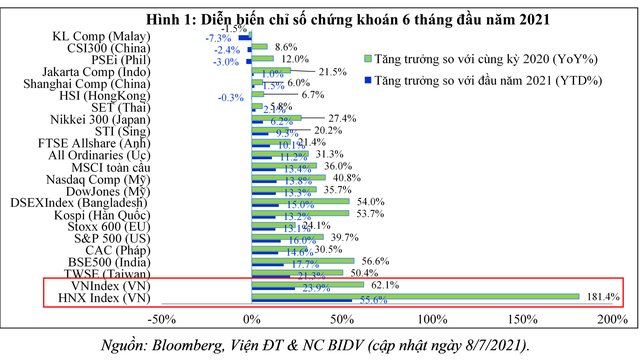 Hình 1: Diễn biến chỉ số chứng khoán 6 tháng đầu năm 2021
Tăng trưởng so với cùng kỳ 2020 (YoY%)
Tăng trưởng so với đầu năm 2021 (YTD%)
KL Comp (Malay) -7.3% -1.5%
CSI300 (China) -2.4% 8.6%
PSEi (Phil) -3.0% 12.0%
Jakarta Comp (Indo) 1.0% 21.5%
Shanghai Comp (China) 1.5% 6.0%
HSI (HongKong) -0.3% 6.7%
SET (Thai) 2.1% 5.8%
Nikkei 300 (Japan) 6.2% 27.4%
STI (Sing) 9.3% 20.2%
FTSE Allshare (Anh) 10.1% 21.4%
All Ordinaries (Úc) 11.2% 31.3%
MSCI toàn cầu 13.4% 36.0%
Nasdaq Comp (Mỹ) 13.8% 40.8%
DowJones (Mỹ) 13.3% 35.7%
DSEXIndex (Bangladesh) 15.0% 54.0%
Kospi (Hàn Quốc) 13.2% 53.7%
Stoxx 600 (EU) 13.1% 24.1%
S&P 500 (US) 16.0% 39.7%
CAC (Pháp) 14.6% 30.5%
BSE500 (India) 17.7% 56.6%
TWSE (Taiwan) 21.3% 50.4%
VNIndex (VN) 23.9% 62.1%
HNX Index (VN) 55.6% 181.4%
-50% 0% 50% 100% 150% 200%
Nguồn: Bloomberg, Viện ĐT & NC BIDV (cập nhật ngày 8/7/2021).